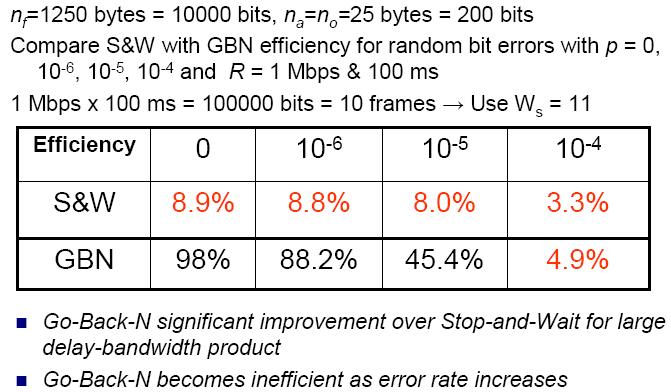 n_f=1250 bytes = 10000 bits, n_a=n_o=25 bytes = 200 bits
Compare S&W with GBN efficiency for random bit errors with p = 0,
10^-6, 10^-5, 10^-4 and R = 1 Mbps & 100 ms
1 Mbps x 100 ms = 100000 bits = 10 frames → Use W_s = 11
Efficiency 0 10^-6 10^-5 10^-4
S&W 8.9% 8.8% 8.0% 3.3%
GBN 98% 88.2% 45.4% 4.9%
■ Go-Back-N significant improvement over Stop-and-Wait for large
delay-bandwidth product
■ Go-Back-N becomes inefficient as error rate increases